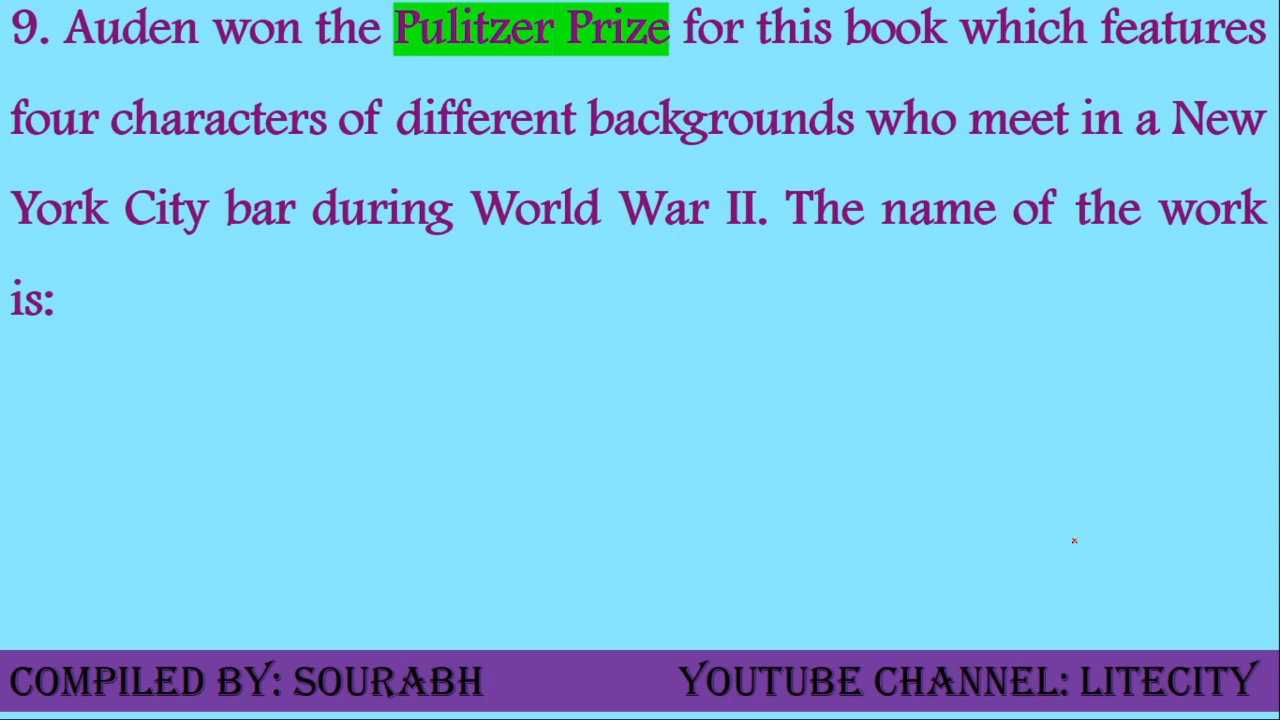 9. Auden won the Pulitzer Prize for this book which features
four characters of different backgrounds who meet in a New
York City bar during World War II. The name of the work
is:
COMPILED BY: SOURABH YOUTUBE CHANNEL: LITECITY